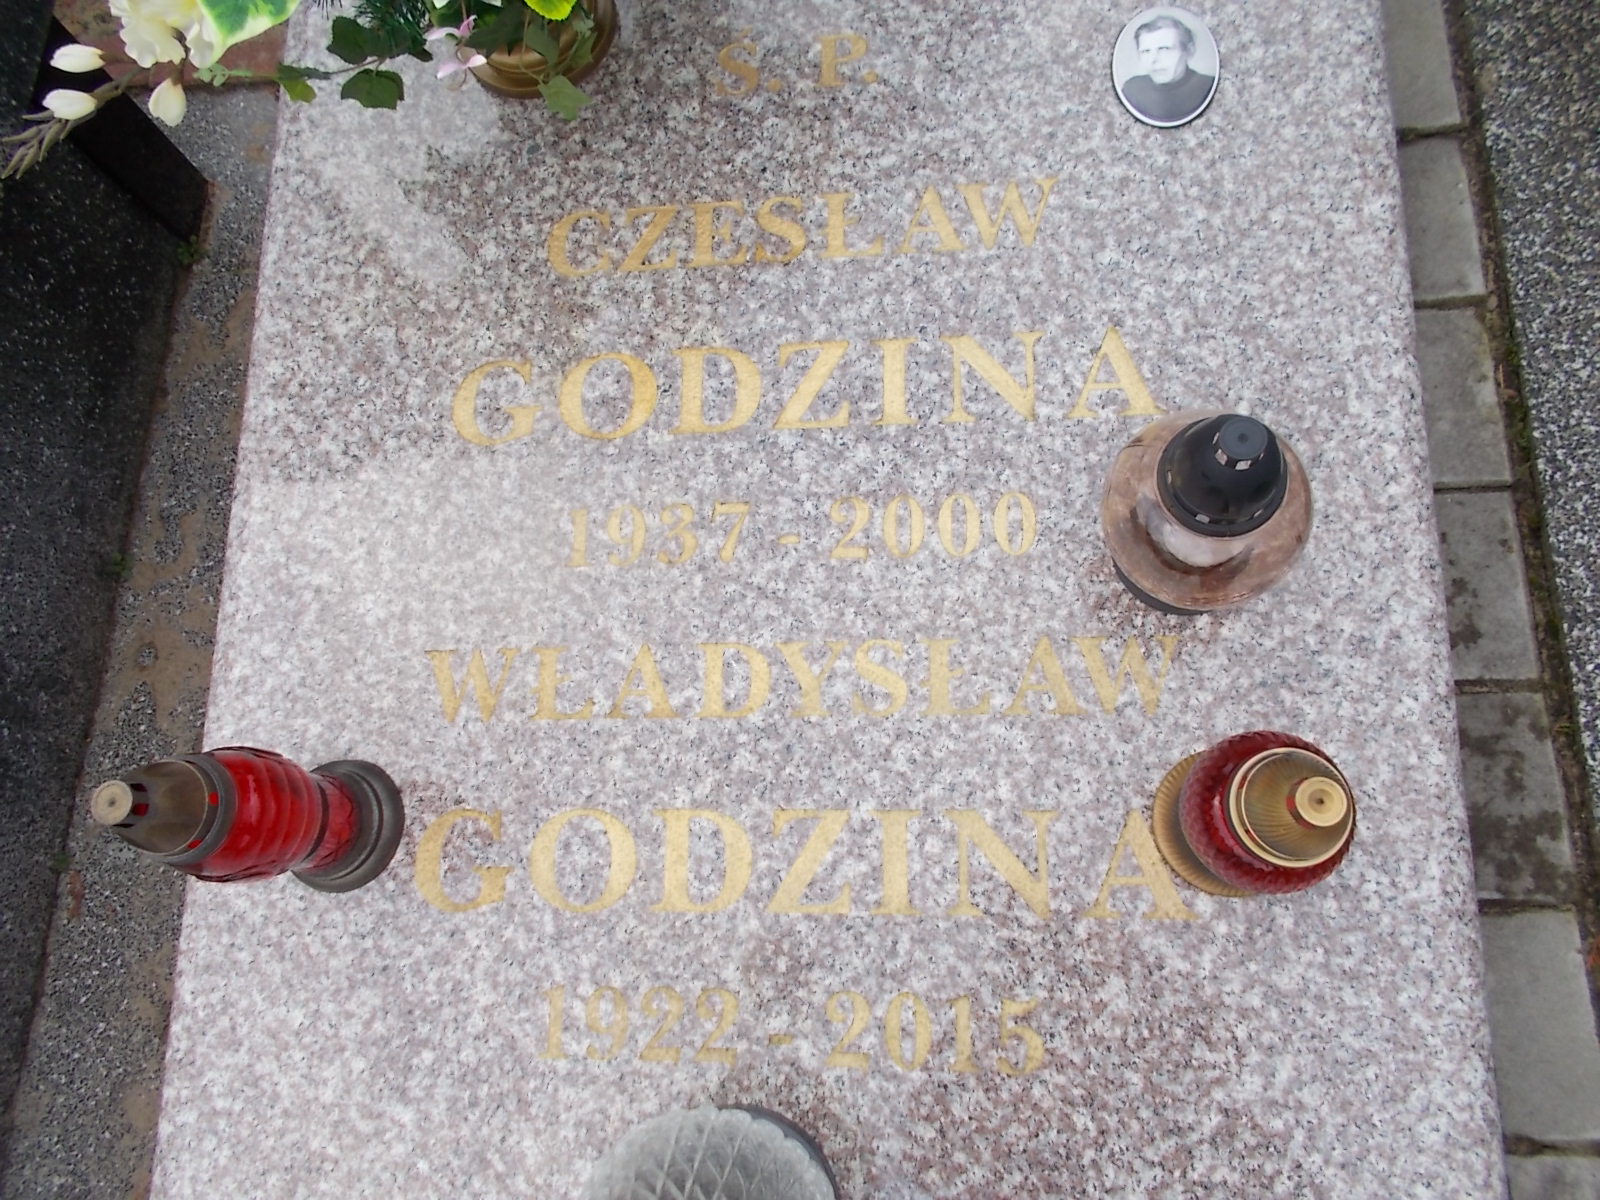 Ś. P.
CZESŁAW
GODZINA
1937 - 2000
WŁADYSŁAW
GODZINA
1922 - 2015